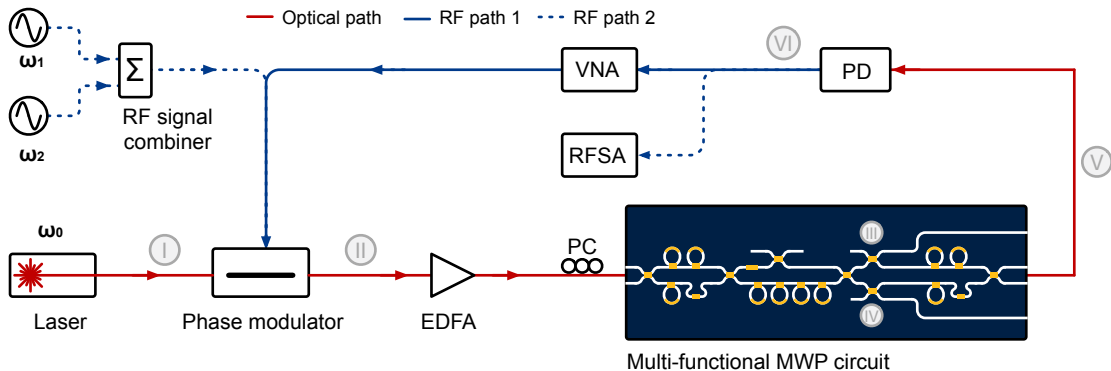 Optical path
RF path 1
RF path 2
ω1
Σ
VNA
VI
PD
RF signal
combiner
ω2
RFSA
V
ω0
I
II
PC
III
IV
Laser
Phase modulator
EDFA
Multi-functional MWP circuit